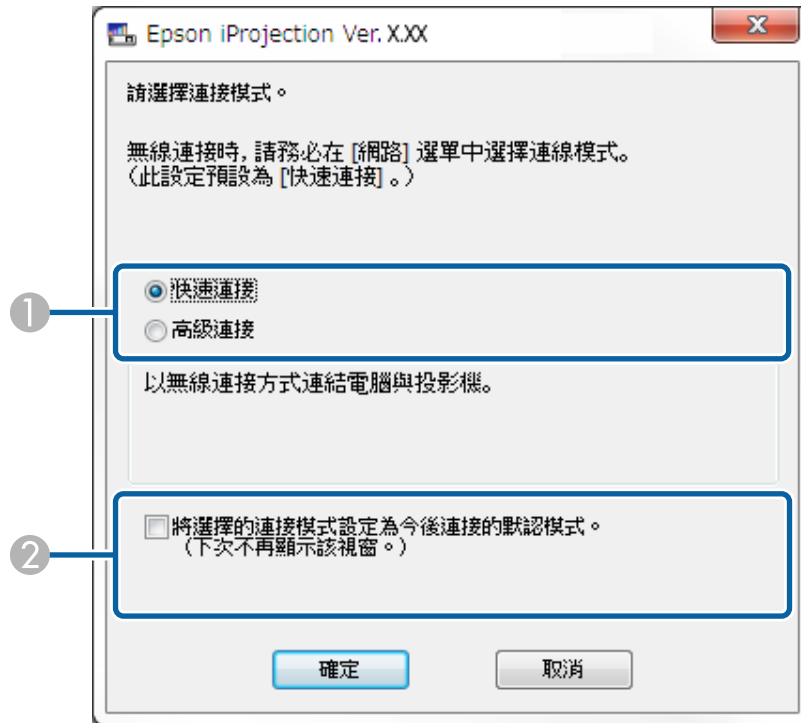 Epson iProjection Ver. X.XX
請選擇連接模式。
無線連接時, 請務必在 [網路] 選單中選擇連線模式。
(此設定預設為 [快速連接] 。)
1
快速連接
高級連接
以無線連接方式連結電腦與投影機。
2
將選擇的連接模式設定為今後連接的默認模式。
(下次不再顯示該視窗。)
確定
取消